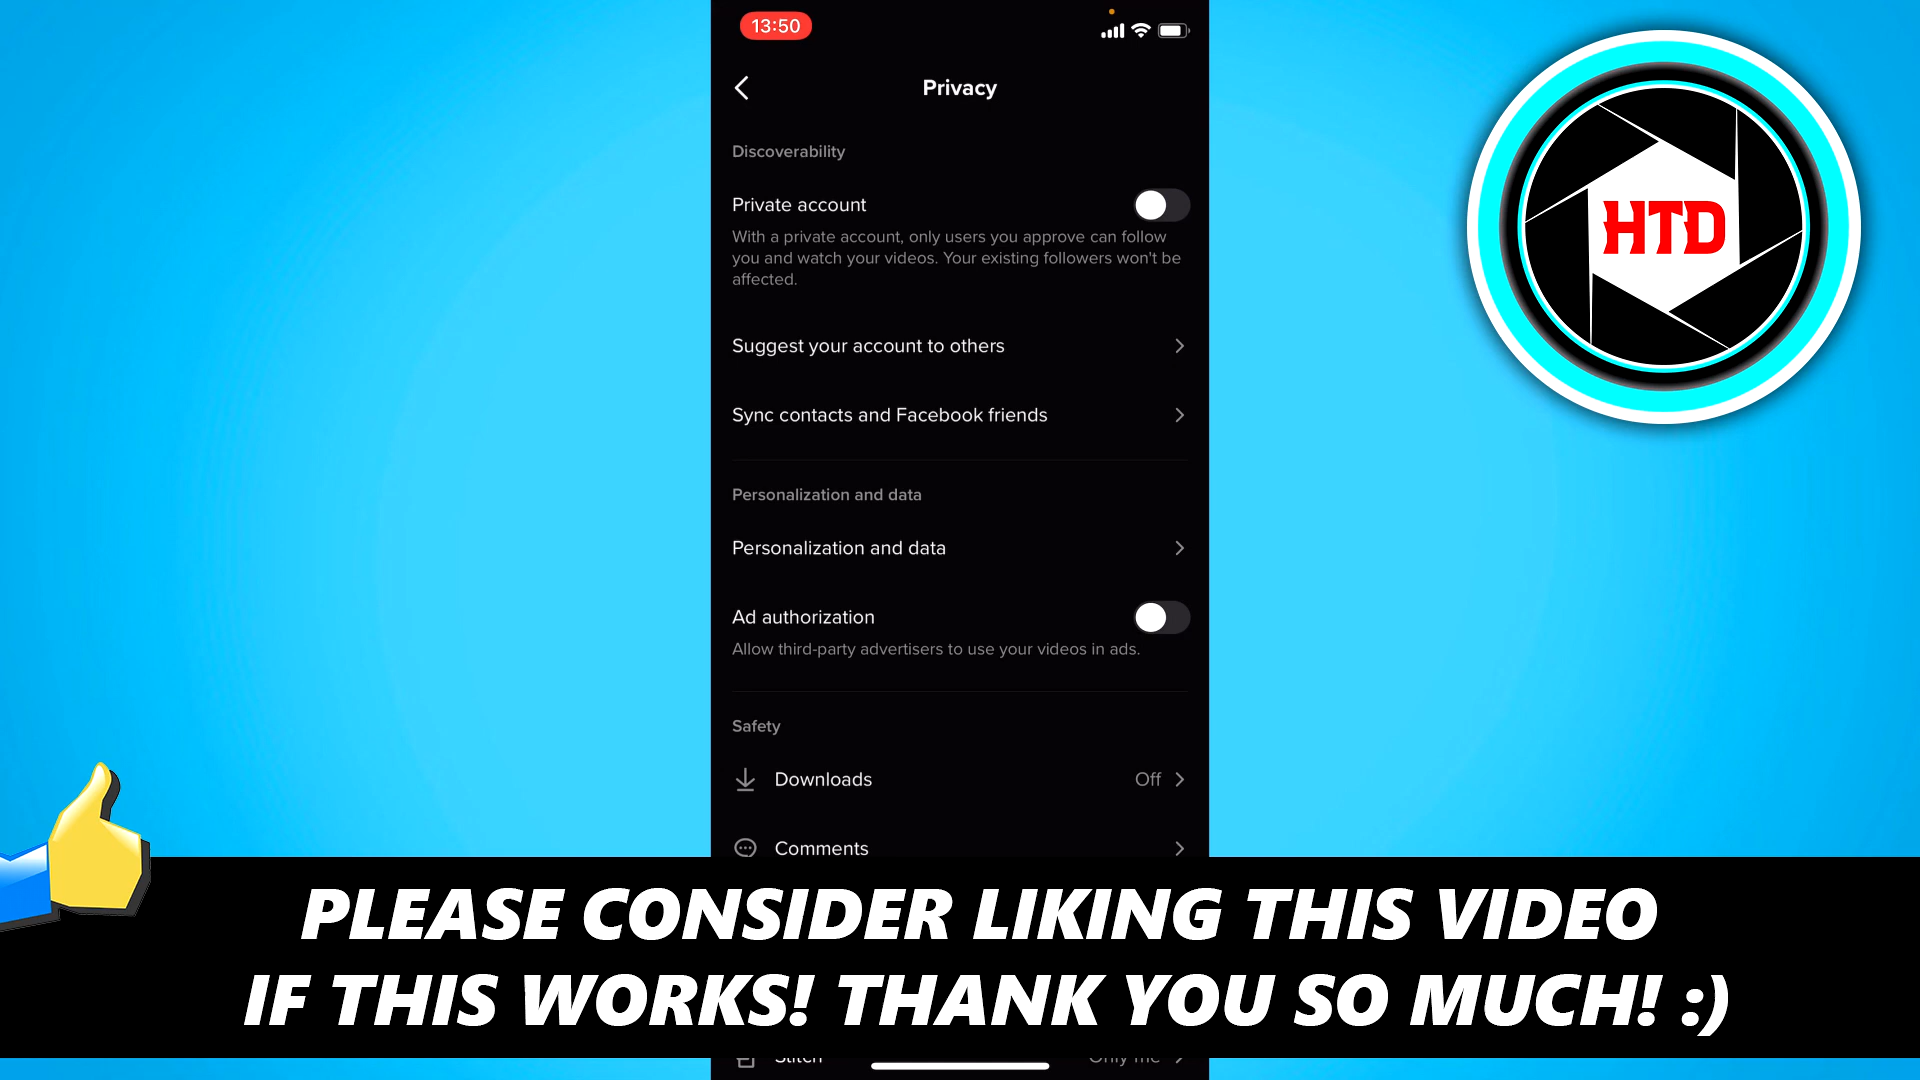 13:50
Privacy
Discoverability
Private account
With a private account, only users you approve can follow
you and watch your videos. Your existing followers won't be
affected.
Suggest your account to others
Sync contacts and Facebook friends
Personalization and data
Personalization and data
Ad authorization
Allow third-party advertisers to use your videos in ads.
Safety
Downloads Off
Comments
HTD
PLEASE CONSIDER LIKING THIS VIDEO
IF THIS WORKS! THANK YOU SO MUCH! :)
Stitch Only me